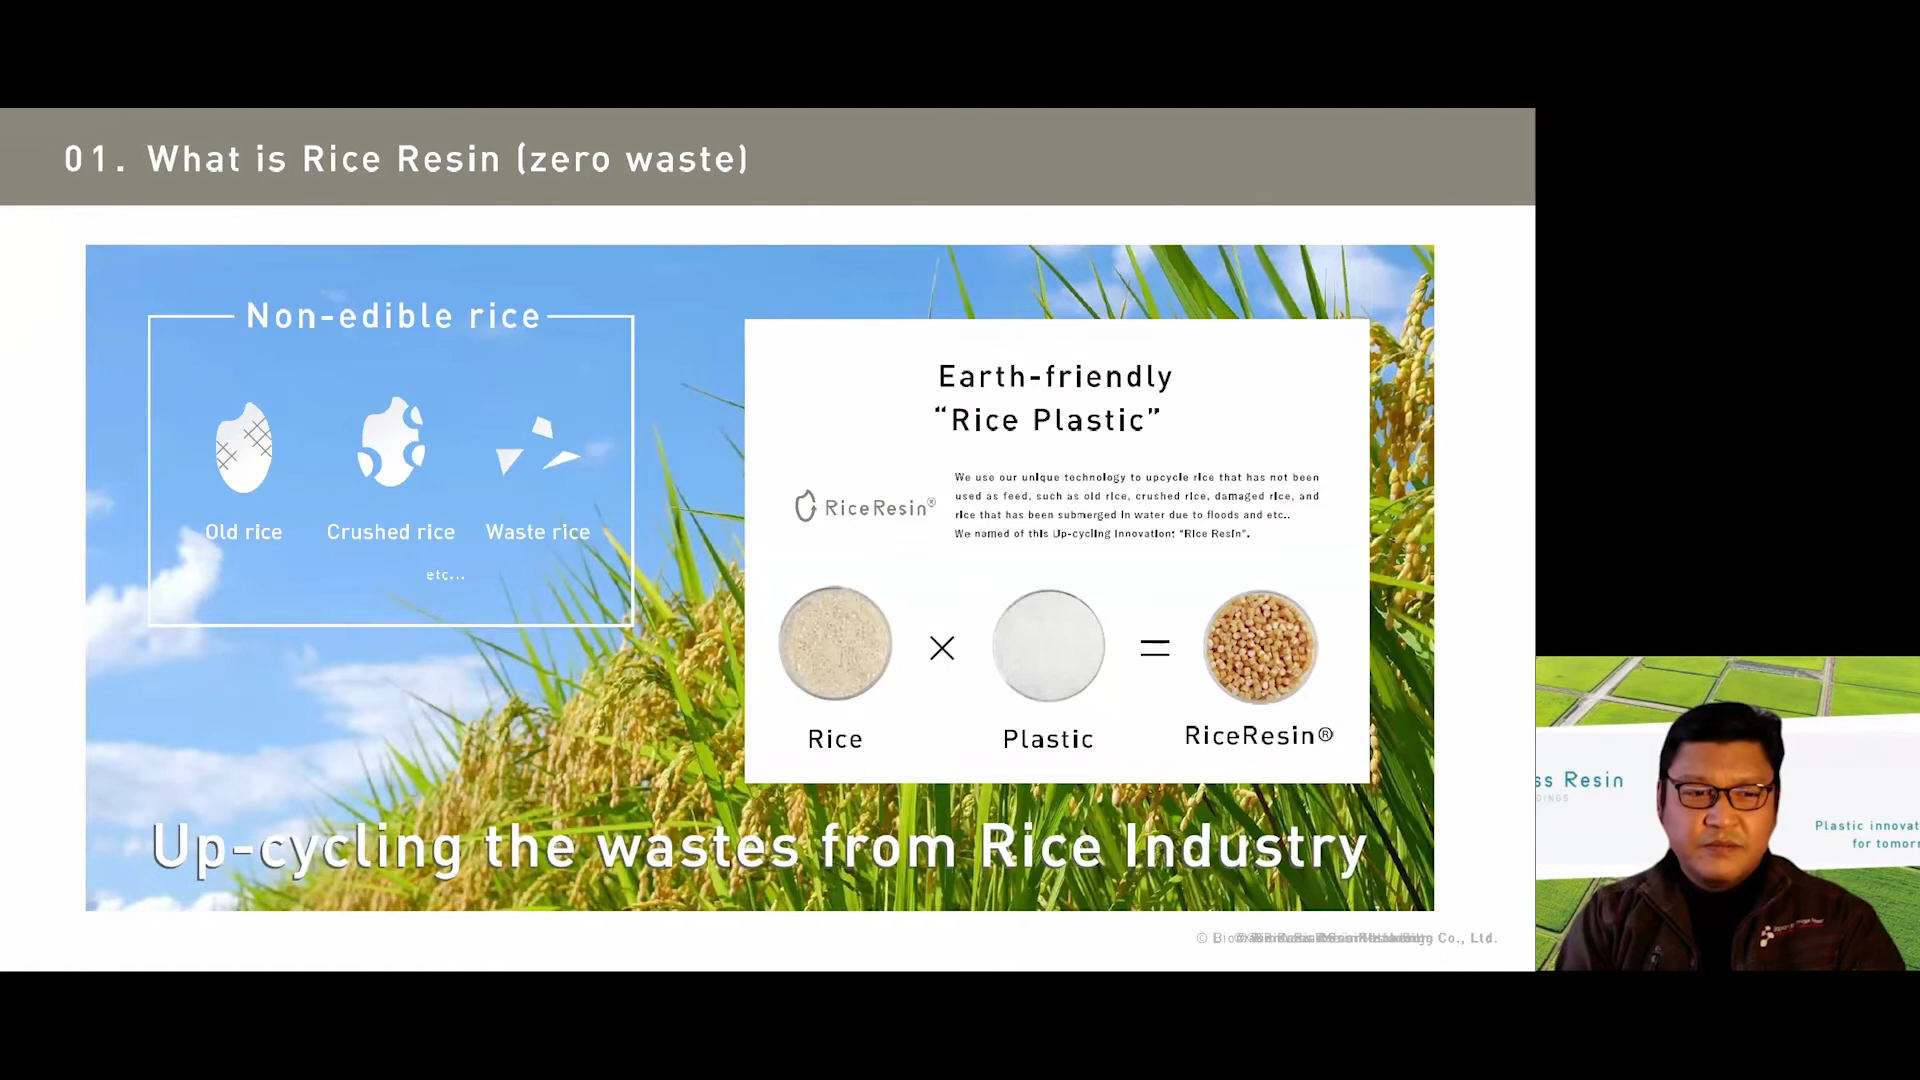 01. What is Rice Resin (zero waste)
Non-edible rice
Old rice
Crushed rice
Waste rice
etc...
Earth-friendly
“Rice Plastic”
RiceResin®
We use our unique technology to upcycle rice that has not been
used as feed, such as old rice, crushed rice, damaged rice, and
rice that has been submerged in water due to floods and etc..
We named of this Up-cycling Innovation; “Rice Resin”.
Rice
×
Plastic
=
RiceResin®
Up-cycling the wastes from Rice Industry
Co., Ltd.
ss Resin
DINGS
Plastic innovat
for tomorr